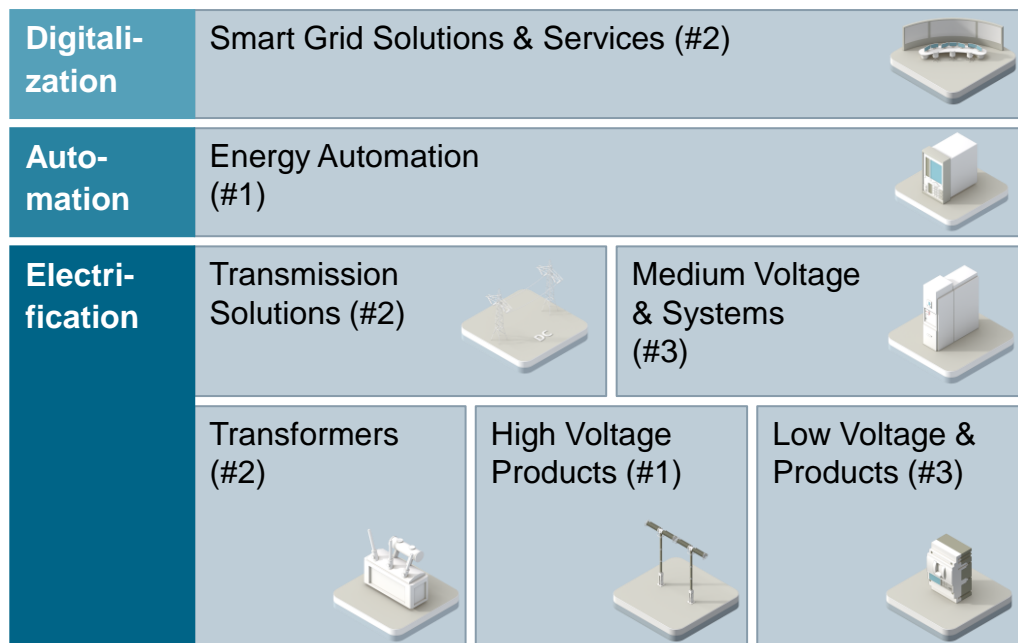 Digitali-
zation
Smart Grid Solutions & Services (#2)
Auto-
mation
Energy Automation
(#1)
Electri-
fication
Transmission
Solutions (#2)
DC
Medium Voltage
& Systems
(#3)
Transformers
(#2)
High Voltage
Products (#1)
Low Voltage &
Products (#3)